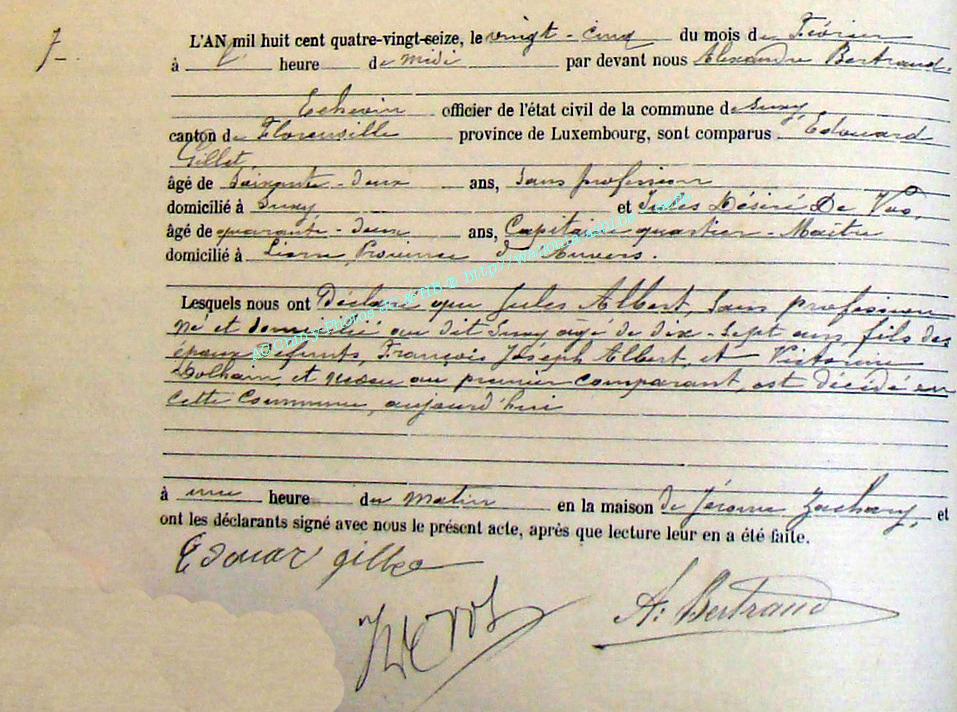 7.
L'AN mil huit cent quatre-vingt-seize, le vingt-cinq du mois de Février
à l' heure de midi par devant nous Alexandre Bertrand,
Echevin officier de l'état civil de la commune de Suxy,
canton de Florenville province de Luxembourg, sont comparus Edouard
Gillet,
âgé de soixante-deux ans, sans profession
domicilié à Suxy et Jules Désiré De Vos,
âgé de quarante-deux ans, Capitaine quartier-Maître
domicilié à Lierre, Province d'Anvers.
Lesquels nous ont Déclaré que Jules Albert, sans profession
né et domicilié au dit Suxy âgé de dix-sept ans, fils des
époux défunts, François Joseph Albert, et Victorine
Dolhain et neveu au premier comparant, est décédé en
cette Commune, aujourd'hui
à une heure du matin en la maison de Jérome Zachary, et
ont les déclarants signé avec nous le présent acte, après que lecture leur en a été faite.
Edouar gillet
A. Bertrand